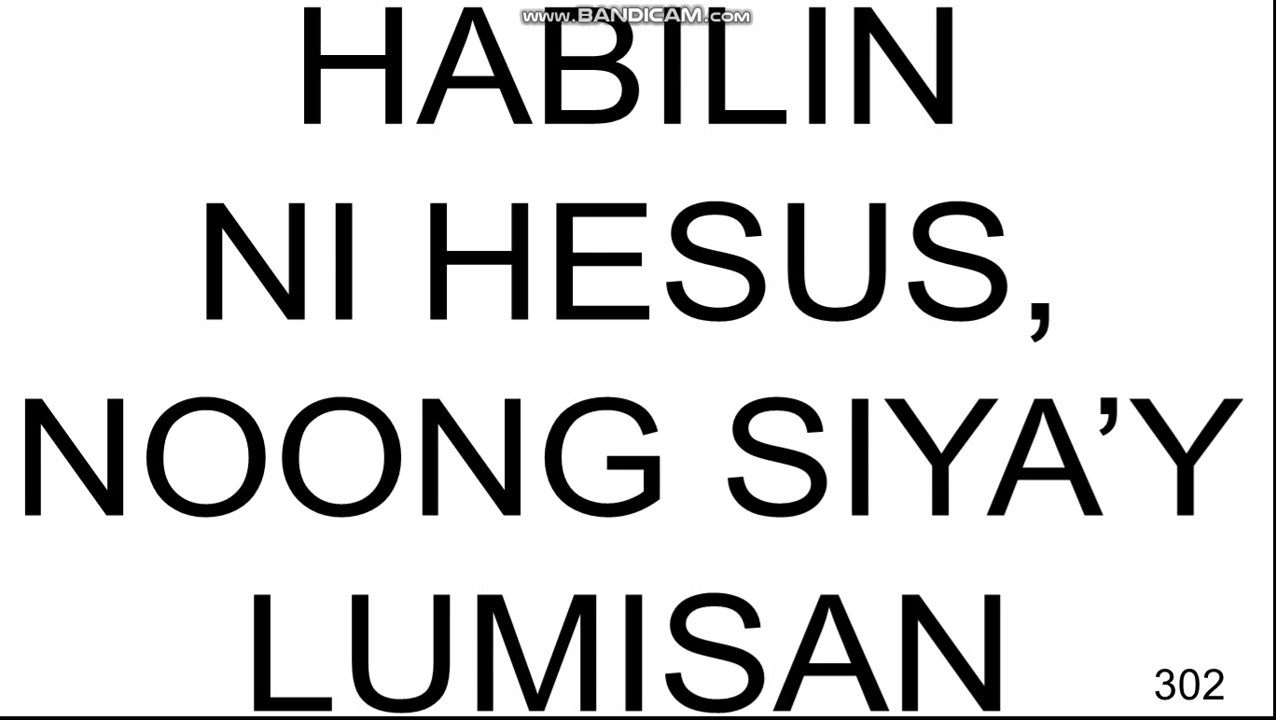 www.BANDICAM.com
HABILIN
NI HESUS,
NOONG SIYA’Y
LUMISAN
302